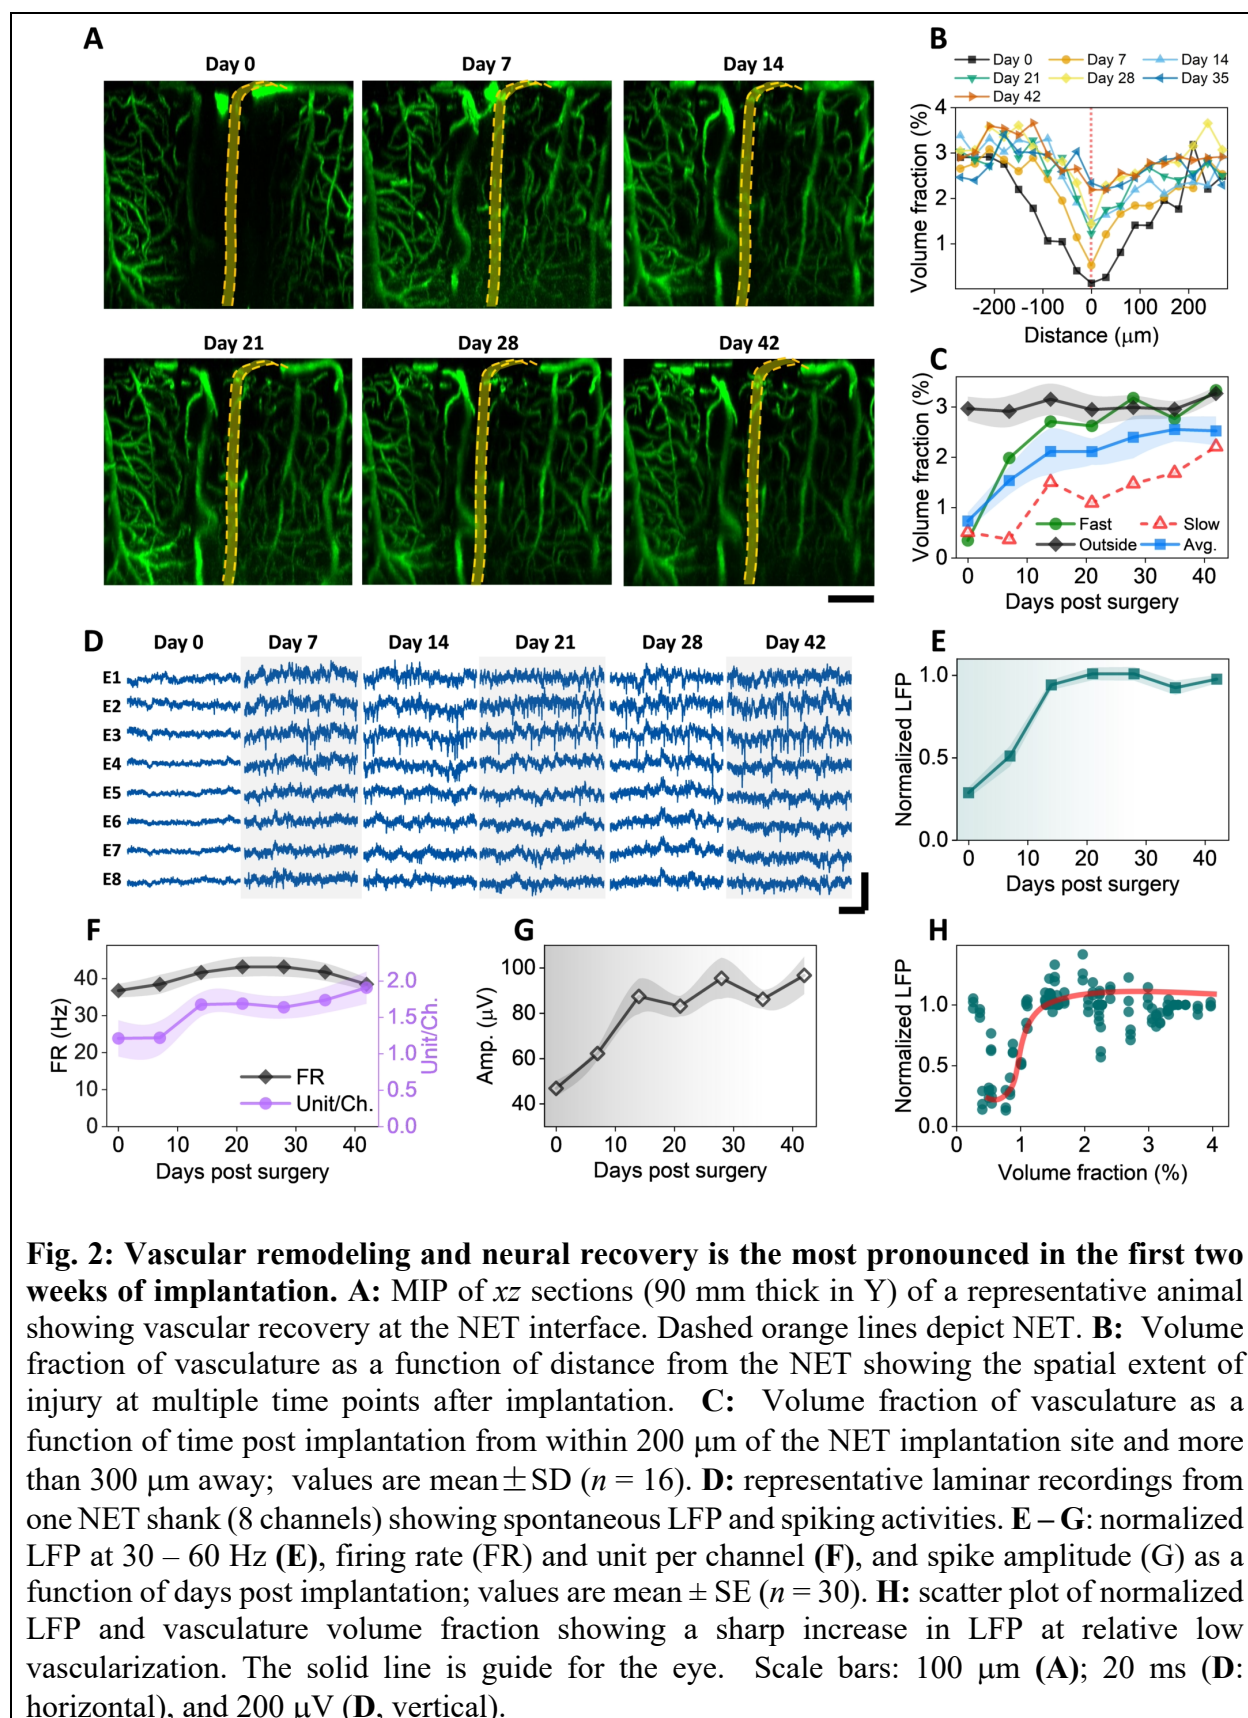 A
Day 0
Day 7
Day 14
Day 21
Day 28
Day 42
B
Day 0 Day 7 Day 14
Day 21 Day 28 Day 35
Day 42
Volume fraction (%)
4
3
2
1
-200 -100 0 100 200
Distance (μm)
C
Volume fraction (%)
3
2
1
0
Fast Slow
Outside Avg.
0 10 20 30 40
Days post surgery
D
Day 0 Day 7 Day 14 Day 21 Day 28 Day 42
E1
E2
E3
E4
E5
E6
E7
E8
E
Normalized LFP
1.0
0.5
0.0
0 10 20 30 40
Days post surgery
F
FR (Hz)
40
30
20
10
0
2.0
1.5
1.0
0.5
0.0
Unit/Ch.
FR
Unit/Ch.
0 10 20 30 40
Days post surgery
G
Amp. (μV)
100
80
60
40
0 10 20 30 40
Days post surgery
H
Normalized LFP
1.0
0.5
0.0
0 1 2 3 4
Volume fraction (%)
Fig. 2: Vascular remodeling and neural recovery is the most pronounced in the first two
weeks of implantation. A: MIP of xz sections (90 mm thick in Y) of a representative animal
showing vascular recovery at the NET interface. Dashed orange lines depict NET. B: Volume
fraction of vasculature as a function of distance from the NET showing the spatial extent of
injury at multiple time points after implantation. C: Volume fraction of vasculature as a
function of time post implantation from within 200 μm of the NET implantation site and more
than 300 μm away; values are mean ± SD (n = 16). D: representative laminar recordings from
one NET shank (8 channels) showing spontaneous LFP and spiking activities. E – G: normalized
LFP at 30 – 60 Hz (E), firing rate (FR) and unit per channel (F), and spike amplitude (G) as a
function of days post implantation; values are mean ± SE (n = 30). H: scatter plot of normalized
LFP and vasculature volume fraction showing a sharp increase in LFP at relative low
vascularization. The solid line is guide for the eye. Scale bars: 100 μm (A); 20 ms (D:
horizontal), and 200 μV (D, vertical).